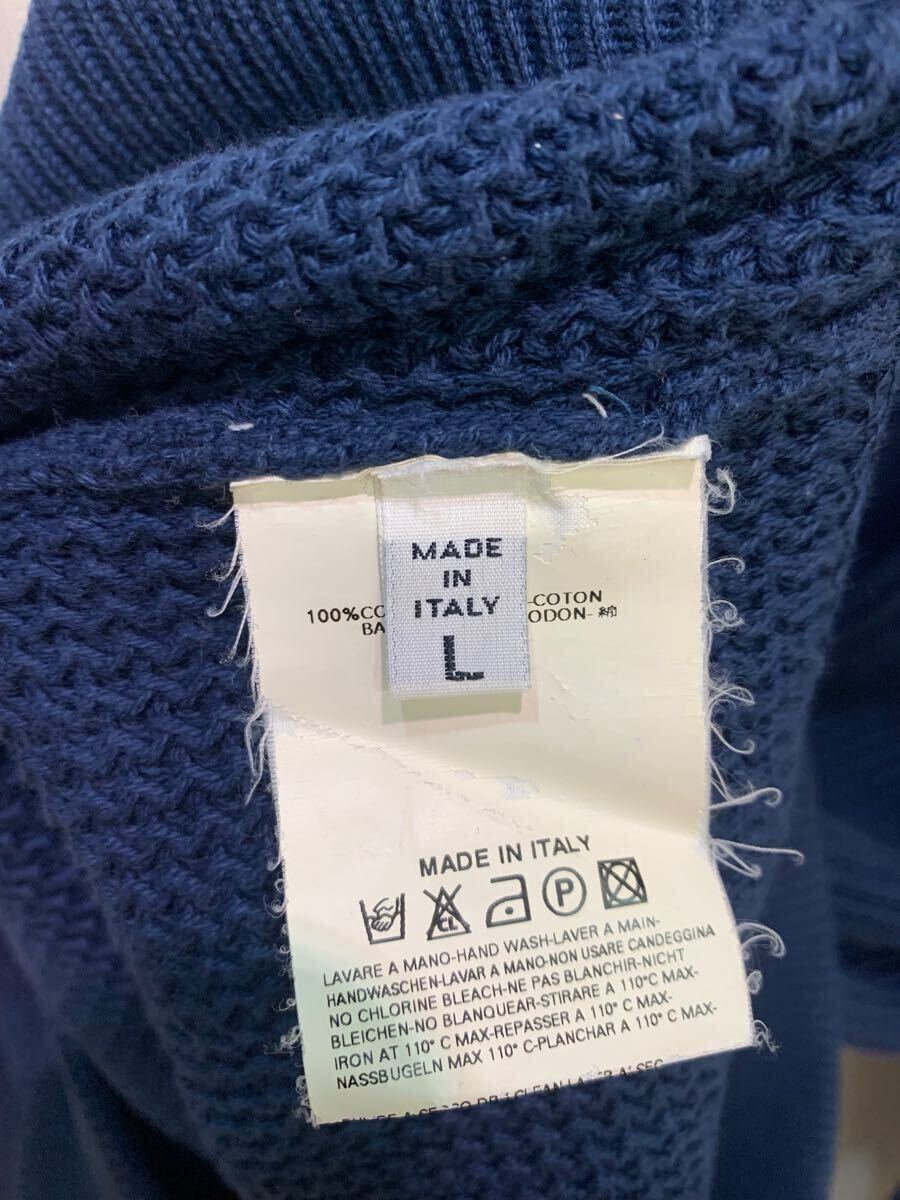 MADE
IN
ITALY
L
100%CO -COTON
BA ODON-綿
MADE IN ITALY
CL P
LAVARE A MANO-HAND WASH-LAVER A MAIN-
HANDWASCHEN-LAVAR A MANO-NON USARE CANDEGGINA
NO CHLORINE BLEACH-NE PAS BLANCHIR-NICHT
BLEICHEN-NO BLANQUEAR-STIRARE A 110°C MAX-
IRON AT 110° C MAX-REPASSER A 110° C MAX-
NASSBUGELN MAX 110° C-PLANCHAR A 110° C MAX-